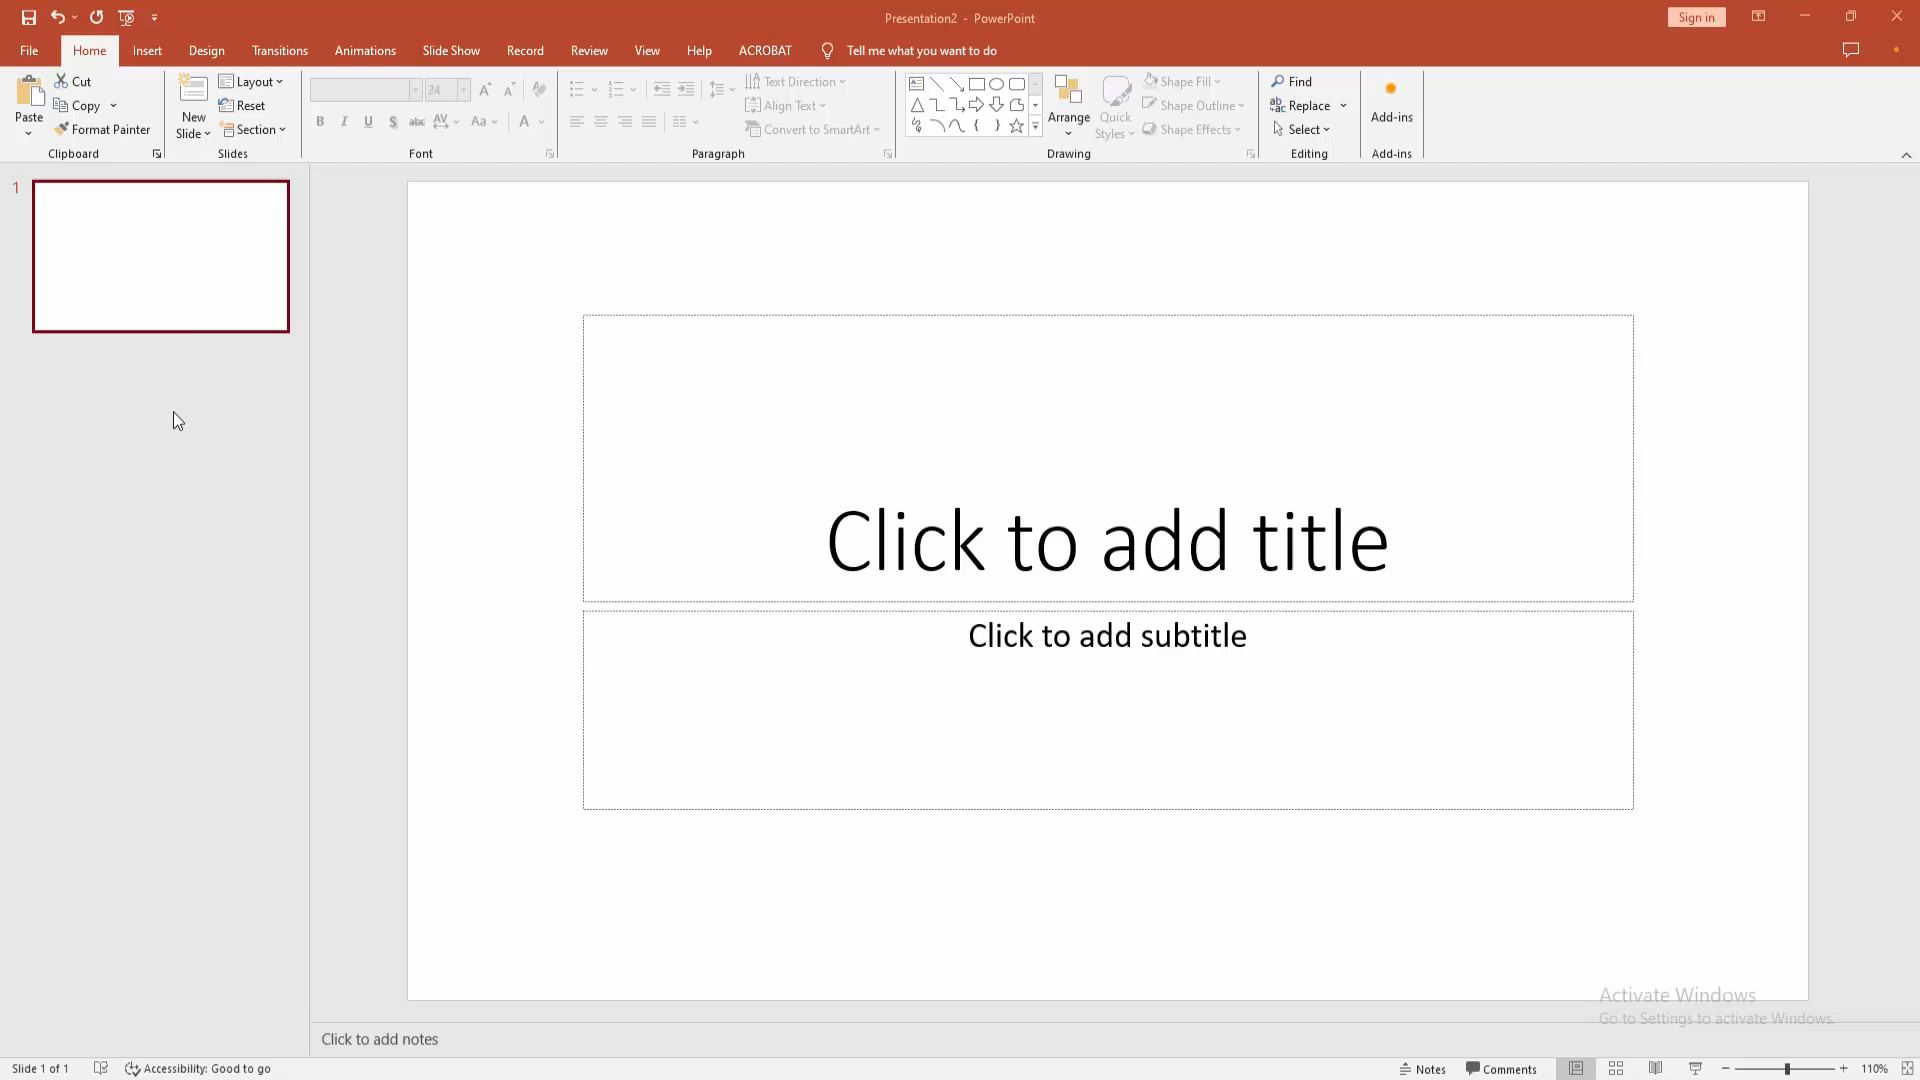 Presentation2 - PowerPoint
Sign in
File Home Insert Design Transitions Animations Slide Show Record Review View Help ACROBAT Tell me what you want to do
Paste
Cut
Copy
Format Painter
Clipboard
New Slide
Layout
Reset
Section
Slides
24
B I U S abc AV Aa A
Font
Text Direction
Align Text
Convert to SmartArt
Paragraph
Arrange
Quick Styles
Shape Fill
Shape Outline
Shape Effects
Drawing
Find
Replace
Select
Editing
Add-ins
Add-ins
1
Click to add title
Click to add subtitle
Activate Windows
Go to Settings to activate Windows.
Click to add notes
Slide 1 of 1
Accessibility: Good to go
Notes
Comments
110%